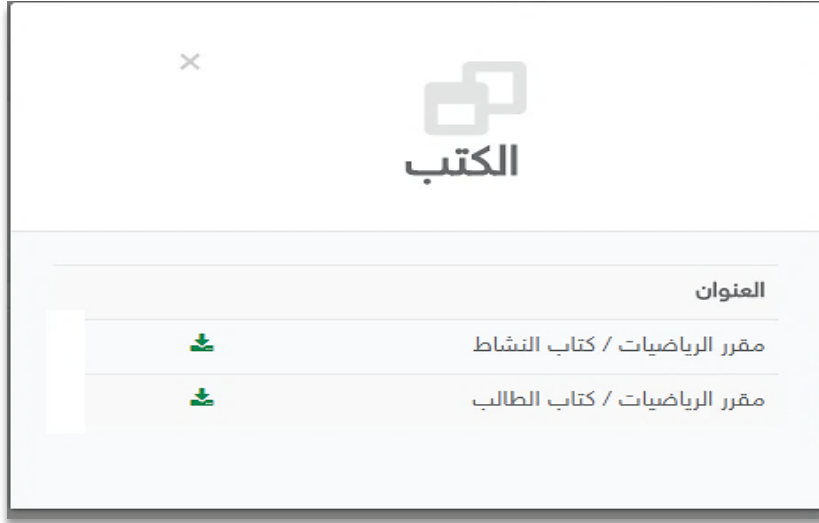 الكتب
العنوان
مقرر الرياضيات / كتاب النشاط
مقرر الرياضيات / كتاب الطالب